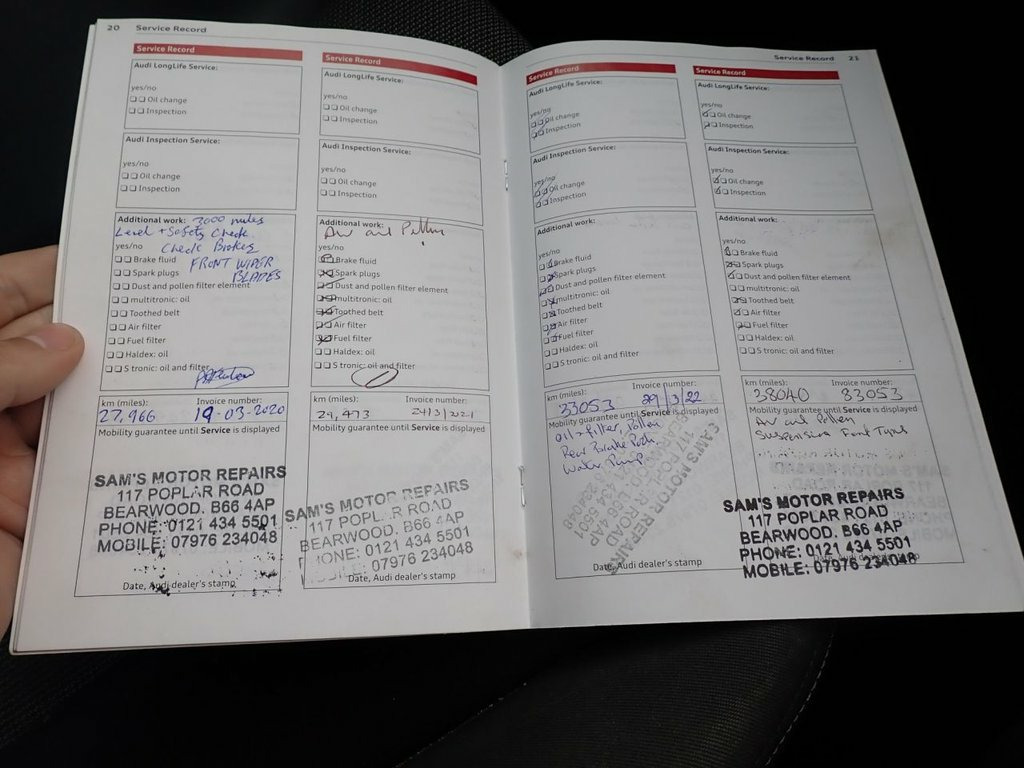 20 Service Record
Service Record
Audi LongLife Service:
yes/no
Oil change
Inspection
Audi Inspection Service:
yes/no
Oil change
Inspection
Additional work: 3000 miles
Level + Safety Check
yes/no Check Brakes
Brake fluid FRONT WIPER
Spark plugs BLADES
Dust and pollen filter element
multitronic: oil
Toothed belt
Air filter
Fuel filter
Haldex: oil
S tronic: oil and filter
km (miles): Invoice number:
27,966 19-03-2020
Mobility guarantee until Service is displayed
SAM'S MOTOR REPAIRS
117 POPLAR ROAD
BEARWOOD. B66 4AP
PHONE: 0121 434 5501
MOBILE: 07976 234048
Date, Audi dealer's stamp
Service Record
Audi LongLife Service:
yes/no
Oil change
Inspection
Audi Inspection Service:
yes/no
Oil change
Inspection
Additional work:
Air and Pollen
yes/no
Brake fluid
Spark plugs
Dust and pollen filter element
multitronic: oil
Toothed belt
Air filter
Fuel filter
Haldex: oil
S tronic: oil and filter
km (miles): Invoice number:
29,473 24/3/2021
Mobility guarantee until Service is displayed
SAM'S MOTOR REPAIRS
117 POPLAR ROAD
BEARWOOD. B66 4AP
PHONE: 0121 434 5501
MOBILE: 07976 234048
Date, Audi dealer's stamp
Service Record 21
Service Record
Audi LongLife Service:
yes/no
Oil change
Inspection
Audi Inspection Service:
yes/no
Oil change
Inspection
Additional work:
yes/no
Brake fluid
Spark plugs
Dust and pollen filter element
multitronic: oil
Toothed belt
Air filter
Fuel filter
Haldex: oil
S tronic: oil and filter
km (miles): Invoice number:
33053 29/3/22
Mobility guarantee until Service is displayed
Oil + filter, Pollen
Rear Brake Pads,
Water Pump
SAM'S MOTOR REPAIRS
117 POPLAR ROAD
Date, Audi dealer's stamp
Service Record
Audi LongLife Service:
yes/no
Oil change
Inspection
Audi Inspection Service:
yes/no
Oil change
Inspection
Additional work:
yes/no
Brake fluid
Spark plugs
Dust and pollen filter element
multitronic: oil
Toothed belt
Air filter
Fuel filter
Haldex: oil
S tronic: oil and filter
km (miles): Invoice number:
38040 83053
Mobility guarantee until Service is displayed
Air and Pollen
Suspension Front
SAM'S MOTOR REPAIRS
117 POPLAR ROAD
BEARWOOD. B66 4AP
PHONE: 0121 434 5501
MOBILE: 07976 234048